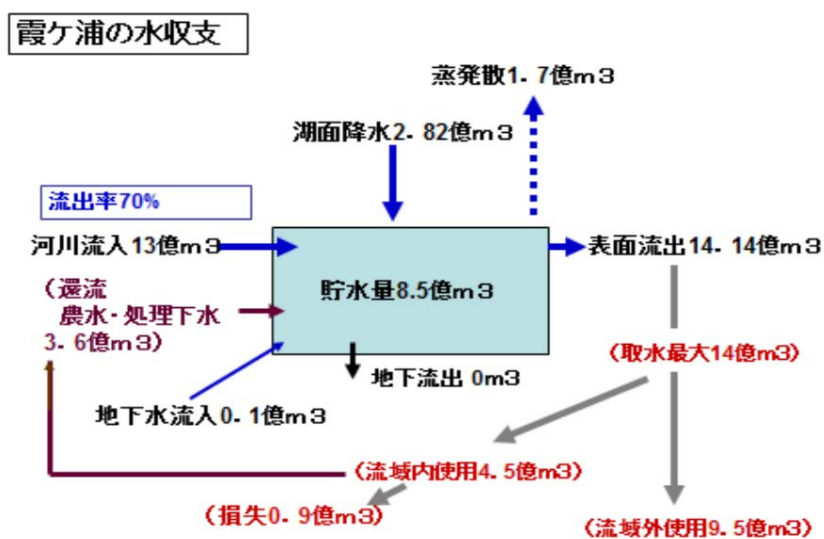 霞ケ浦の水収支
蒸発散1．7億m3
湖面降水2．82億m3
流出率70%
河川流入13億m3
貯水量8.5億m3
表面流出14．14億m3
（還流
農水・処理下水
3．6億m3）
（取水最大14億m3）
地下流出 0m3
地下水流入0．1億m3
（流域内使用4．5億m3）
（損失0．9億m3）
（流域外使用9．5億m3）